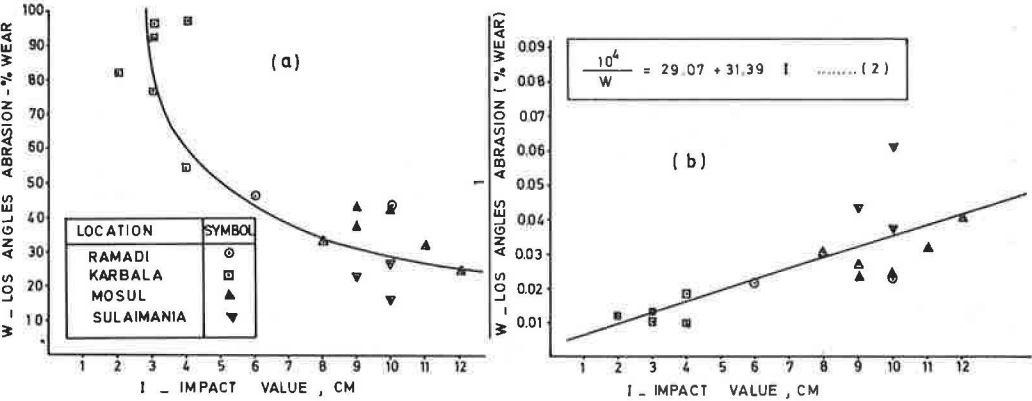 W _ LOS ANGLES ABRASION - % WEAR
100
90
80
70
60
50
40
30
20
10
(a)
LOCATION SYMBOL
RAMADI
KARBALA
MOSUL
SULAIMANIA
1 2 3 4 5 6 7 8 9 10 11 12
I _ IMPACT VALUE , CM
1
W _ LOS ANGLES ABRASION ( % WEAR)
0.09
0.08
0.07
0.06
0.05
0.04
0.03
0.02
0.01
10⁴
W
= 29.07 + 31.39 I ........ (2)
(b)
1 2 3 4 5 6 7 8 9 10 11 12
I _ IMPACT VALUE , CM